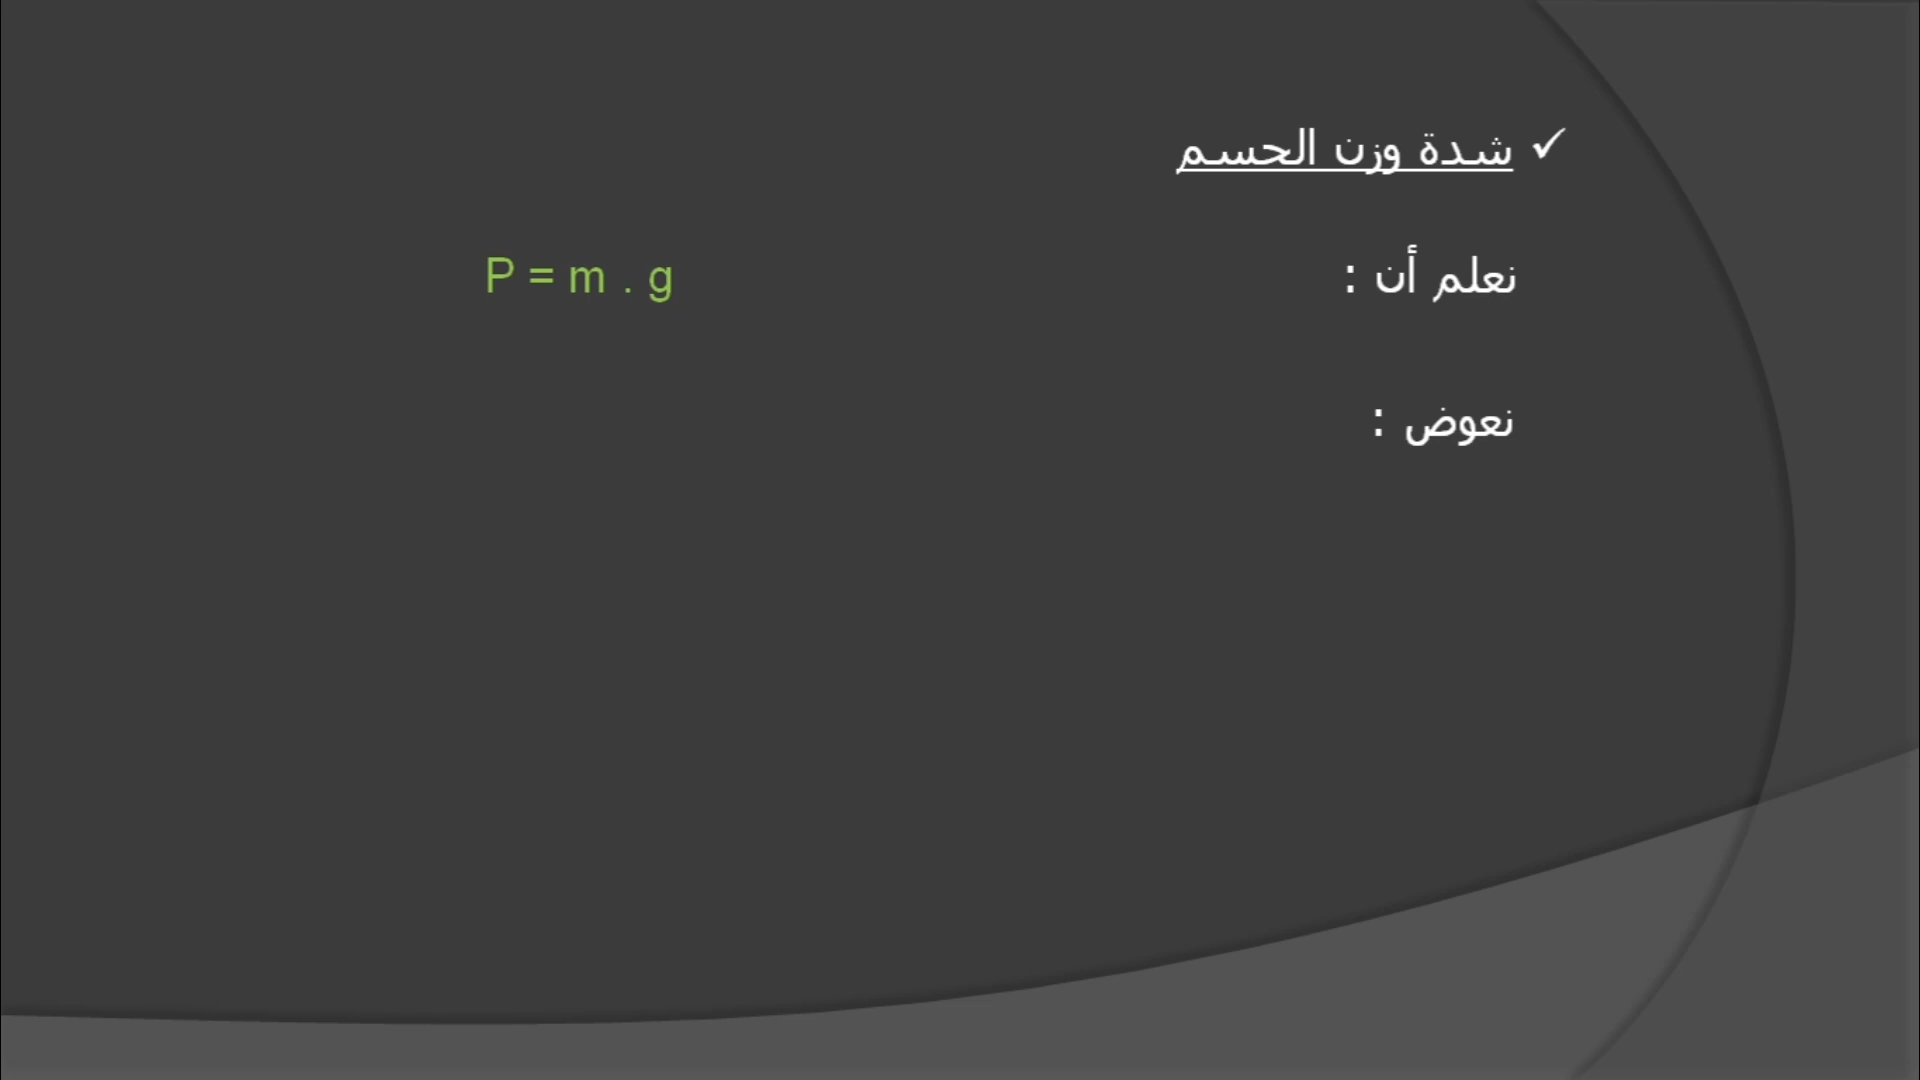 ✓ شدة وزن الجسم
نعلم أن : P = m . g
نعوض :